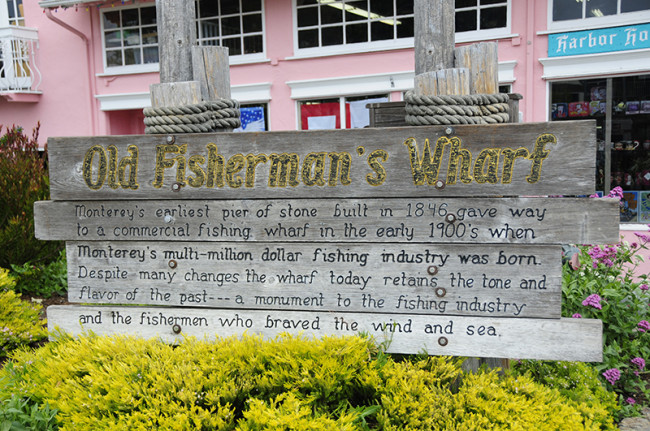 Harbor Ho
Old Fisherman's Wharf
Monterey's earliest pier of stone built in 1846 gave way
to a commercial fishing wharf in the early 1900's when
Monterey's multi-million dollar fishing industry was born.
Despite many changes the wharf today retains the tone and
flavor of the past---a monument to the fishing industry
and the fishermen who braved the wind and sea.